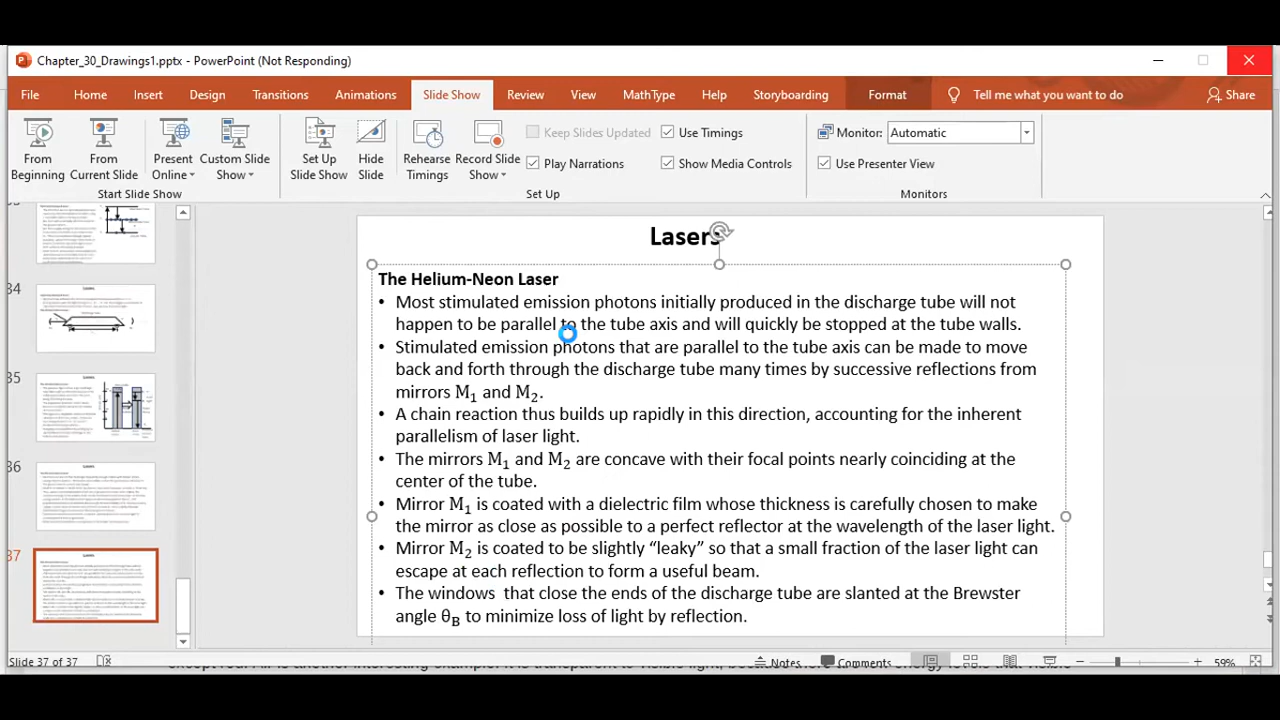 Chapter_30_Drawings1.pptx - PowerPoint (Not Responding)
File Home Insert Design Transitions Animations Slide Show Review View MathType Help Storyboarding Format Tell me what you want to do Share
From Beginning
From Current Slide
Present Online
Custom Slide Show
Set Up Slide Show
Hide Slide
Rehearse Timings
Record Slide Show
Keep Slides Updated
Play Narrations
Use Timings
Show Media Controls
Monitor: Automatic
Use Presenter View
Start Slide Show
Set Up
Monitors
34
35
36
37
Lasers
The Helium-Neon Laser
• Most stimulated emission photons initially produced in the discharge tube will not
happen to be parallel to the tube axis and will quickly be stopped at the tube walls.
• Stimulated emission photons that are parallel to the tube axis can be made to move
back and forth through the discharge tube many times by successive reflections from
mirrors M₁ and M₂.
• A chain reaction thus builds up rapidly in this direction, accounting for the inherent
parallelism of laser light.
• The mirrors M₁ and M₂ are concave with their focal points nearly coinciding at the
center of the tube.
• Mirror M₁ is coated with a dielectric film whose thickness is carefully chosen to make
the mirror as close as possible to a perfect reflector at the wavelength of the laser light.
• Mirror M₂ is coated to be slightly “leaky” so that a small fraction of the laser light can
escape at each reflection to form a useful beam.
• The windows that close the ends of the discharge tube are slanted at the Brewster
angle θ_B to minimize loss of light by reflection.
Slide 37 of 37
Notes Comments 59%